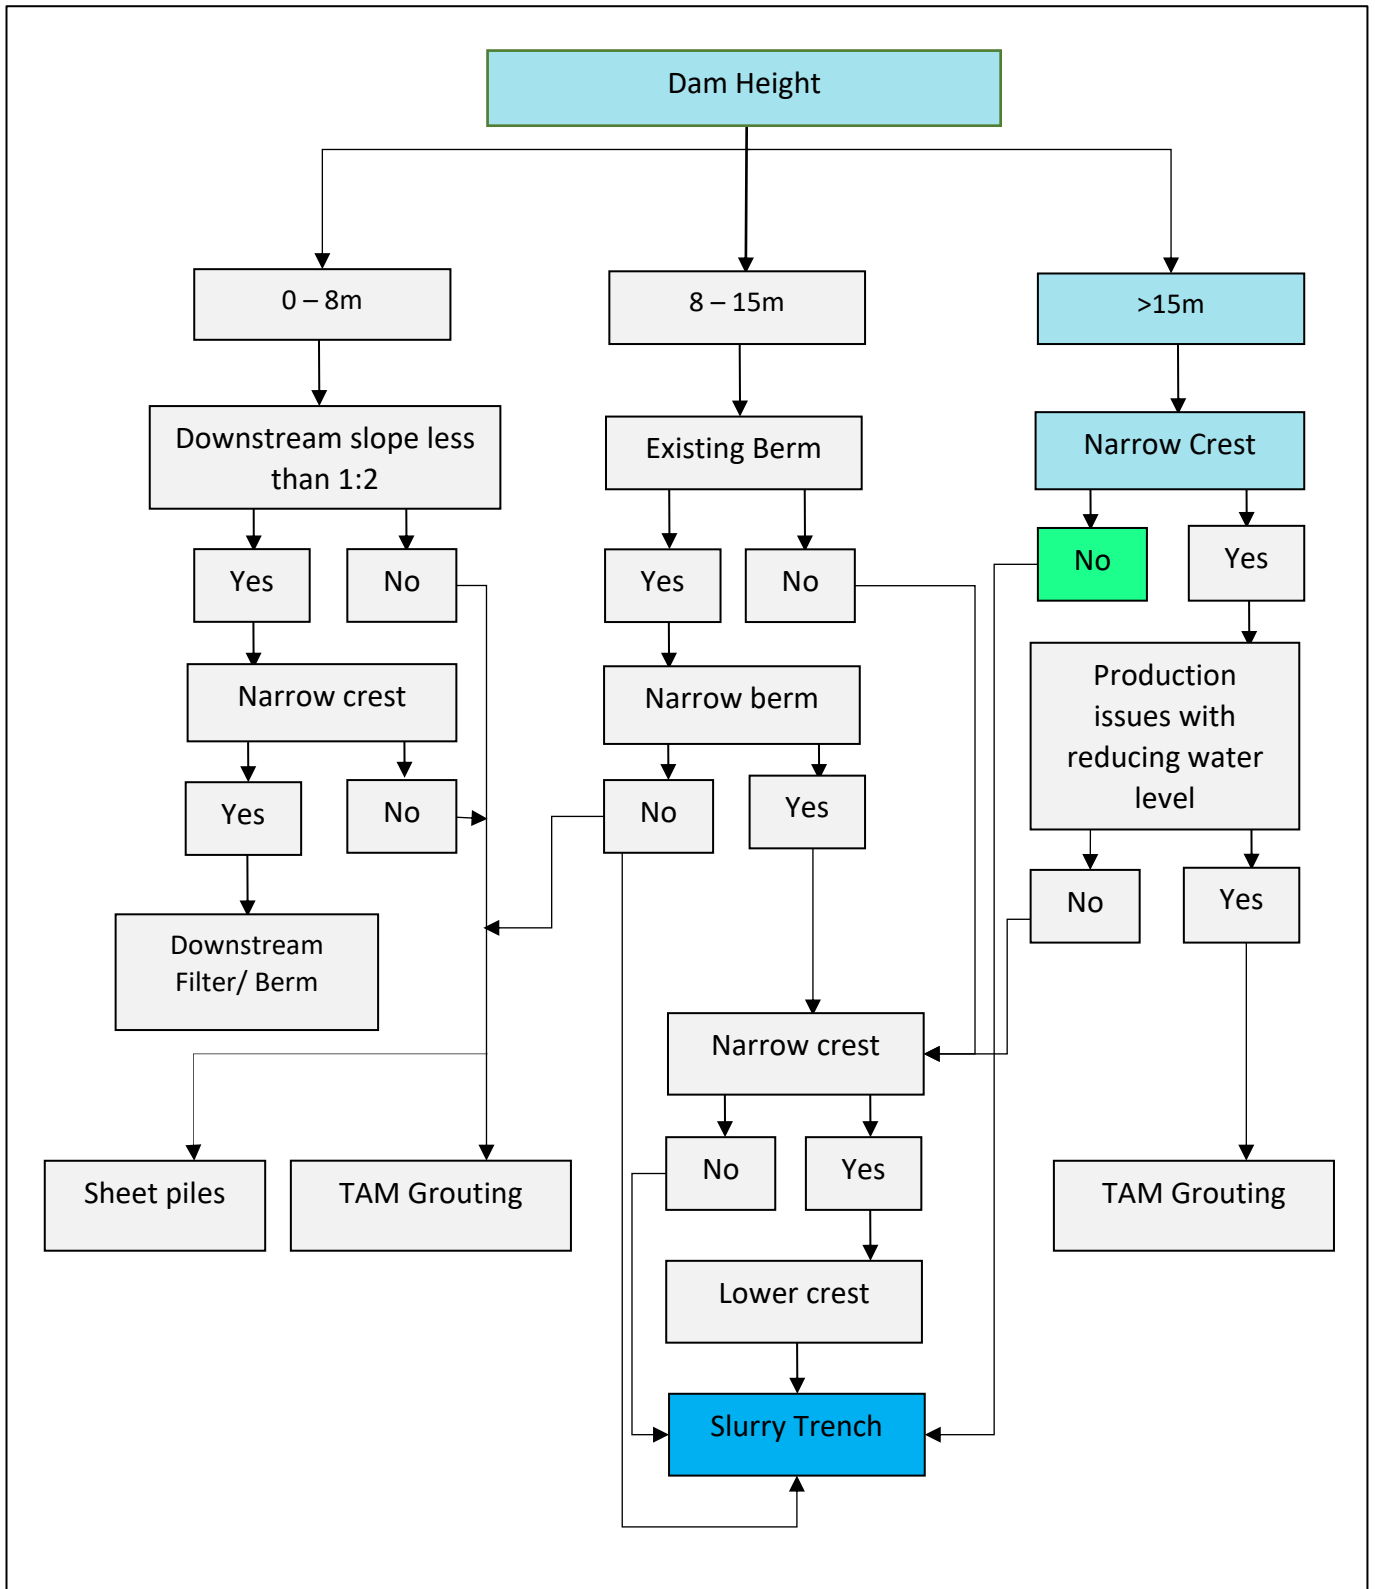 Dam Height
0 – 8m
8 – 15m
>15m
Downstream slope less
than 1:2
Existing Berm
Narrow Crest
Yes
No
Yes
No
No
Yes
Narrow crest
Narrow berm
Production
issues with
reducing water
level
Yes
No
No
Yes
No
Yes
Downstream
Filter/ Berm
Narrow crest
No
Yes
Sheet piles
TAM Grouting
TAM Grouting
Lower crest
Slurry Trench